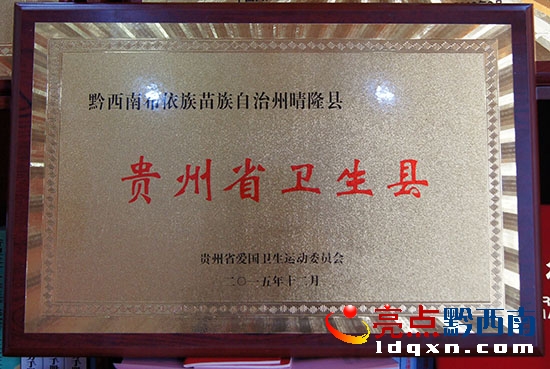 黔西南布依族苗族自治州晴隆县
贵州省卫生县
贵州省爱国卫生运动委员会
二〇一五年十二月
亮点黔西南
ldqxn.com